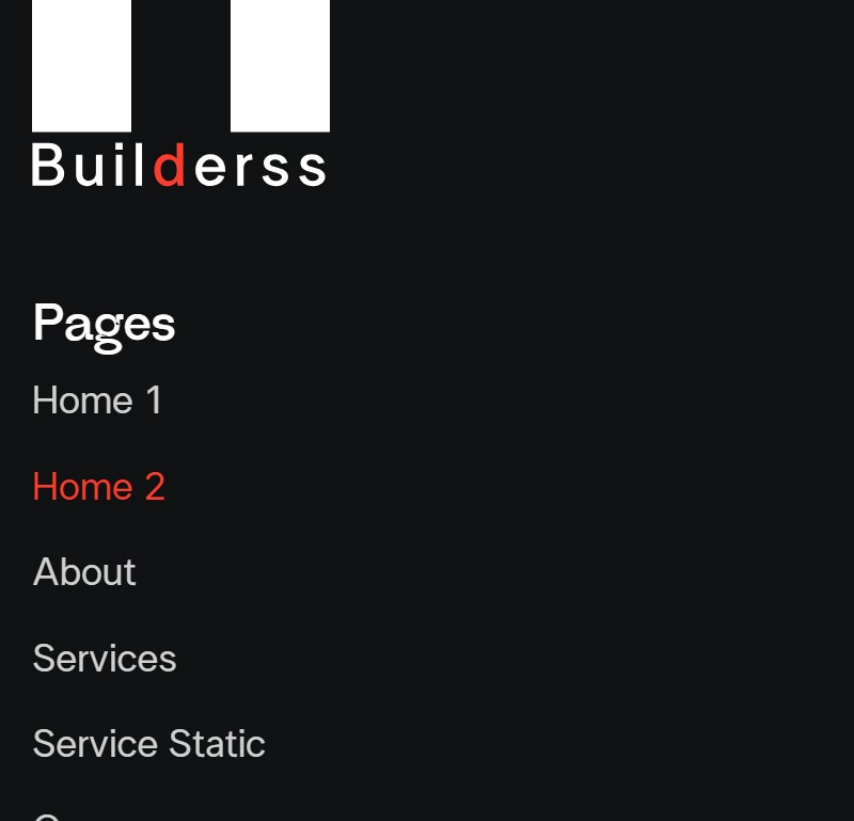 Builderss
Pages
Home 1
Home 2
About
Services
Service Static